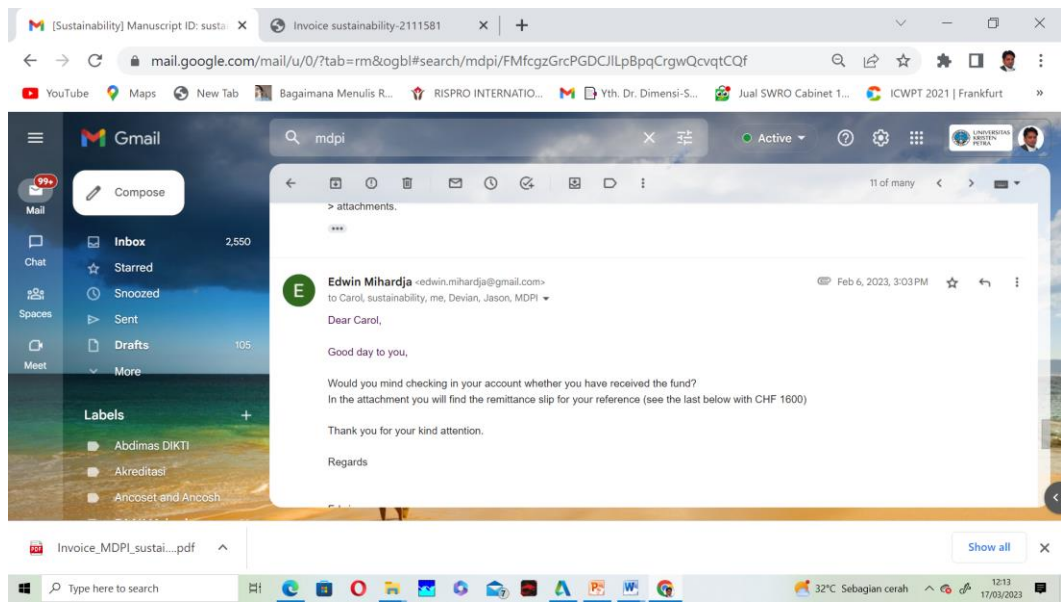 [Sustainability] Manuscript ID: susta
Invoice sustainability-2111581
mail.google.com/mail/u/0/?tab=rm&ogbl#search/mdpi/FMfcgzGrcPGDCJlLpBpqCrgwQcvqtCQf
YouTube Maps New Tab Bagaimana Menulis R... RISPRO INTERNATIO... Yth. Dr. Dimensi-S... Jual SWRO Cabinet 1... ICWPT 2021 | Frankfurt »
Gmail
mdpi
Active
UNIVERSITAS KRISTEN PETRA
99+
Mail
Chat
Spaces
Meet
Compose
Inbox 2,550
Starred
Snoozed
Sent
Drafts 105
More
Labels +
Abdimas DIKTI
Akreditasi
Ancoset and Ancosh
11 of many
> attachments.
Edwin Mihardja <edwin.mihardja@gmail.com>
Feb 6, 2023, 3:03 PM
to Carol, sustainability, me, Devian, Jason, MDPI
Dear Carol,
Good day to you,
Would you mind checking in your account whether you have received the fund?
In the attachment you will find the remittance slip for your reference (see the last below with CHF 1600)
Thank you for your kind attention.
Regards
Invoice_MDPI_sustai....pdf
Show all
Type here to search
32°C Sebagian cerah
12:13
17/03/2023